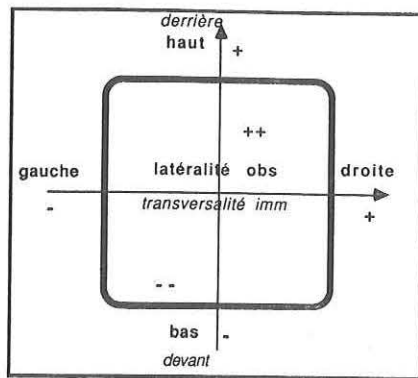 derrière
haut
+
++
gauche latéralité obs droite
- transversalité imm +
--
bas -
devant